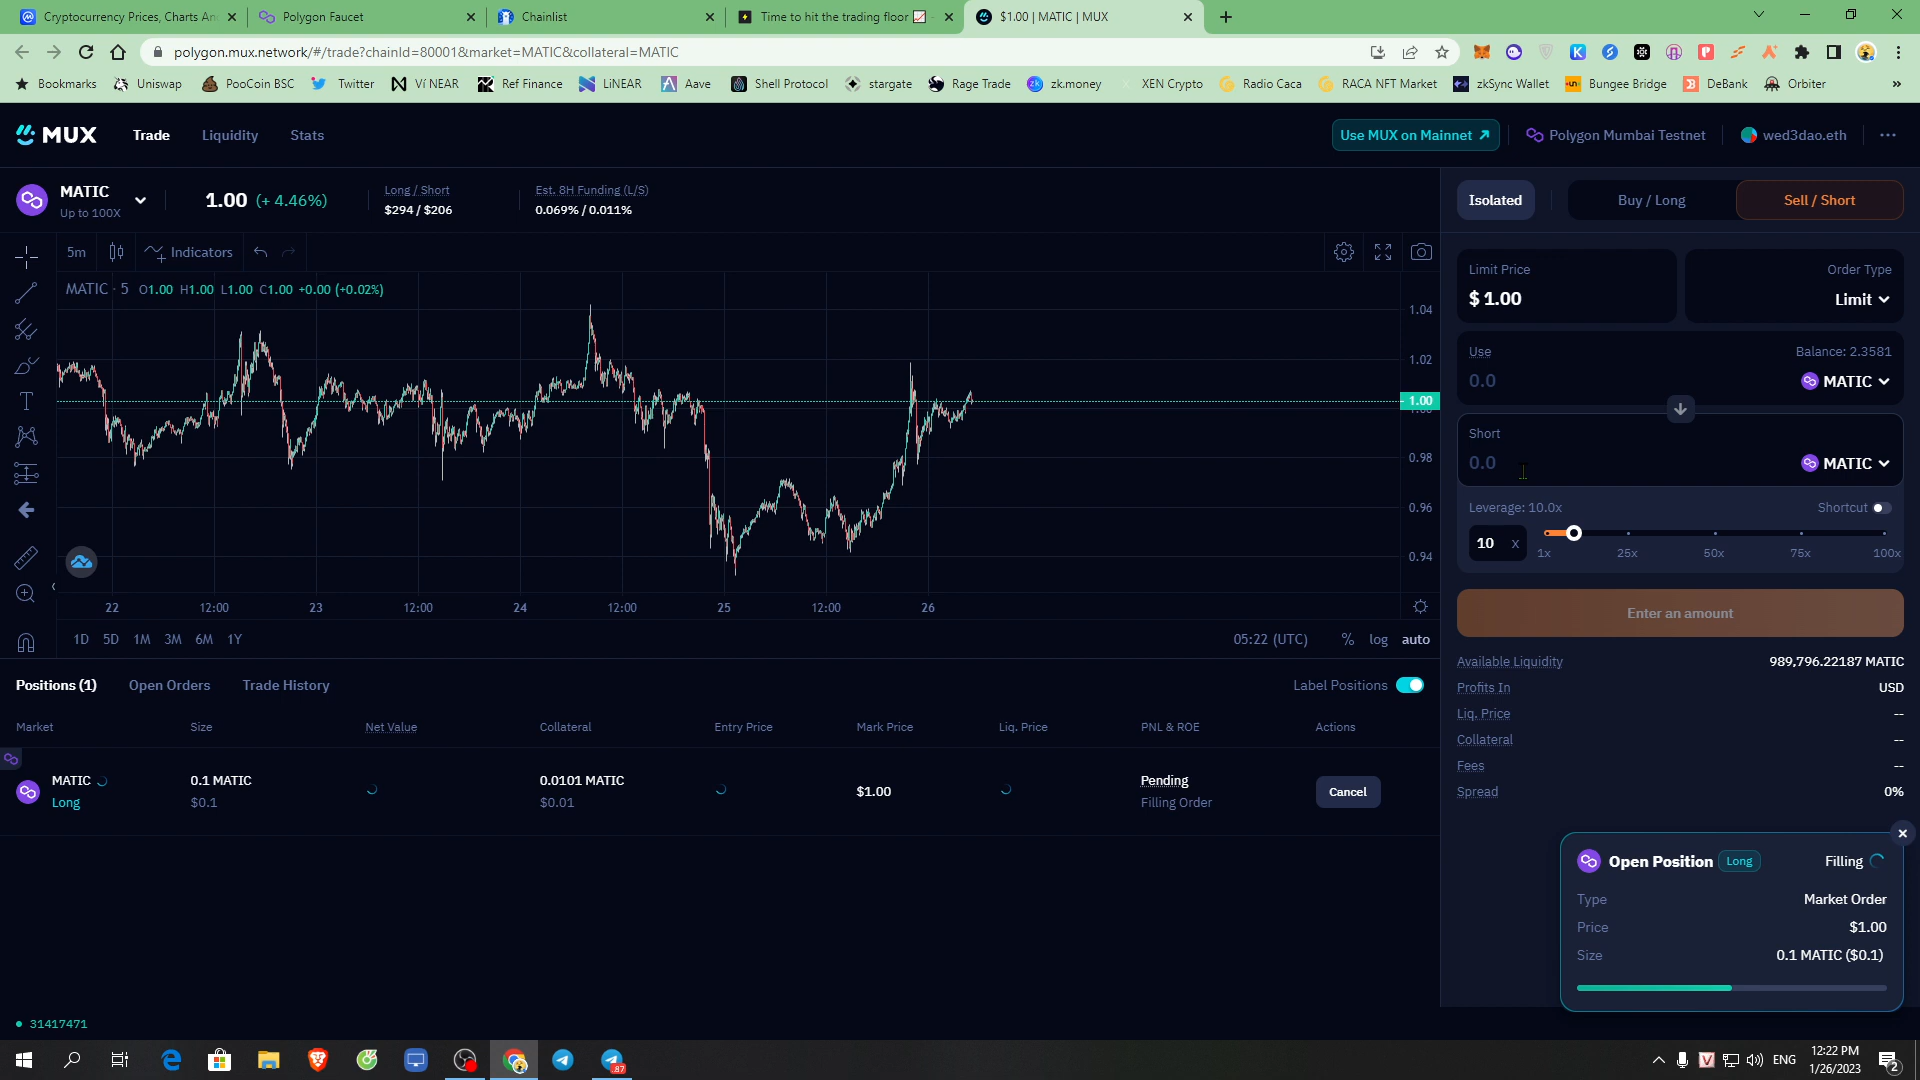 Cryptocurrency Prices, Charts An
Polygon Faucet
Chainlist
Time to hit the trading floor
$1.00 | MATIC | MUX
polygon.mux.network/#/trade?chainId=80001&market=MATIC&collateral=MATIC
Bookmarks Uniswap PooCoin BSC Twitter Ví NEAR Ref Finance LiNEAR Aave Shell Protocol stargate Rage Trade zk.money XEN Crypto Radio Caca RACA NFT Market zkSync Wallet Bungee Bridge DeBank Orbiter »
MUX Trade Liquidity Stats Use MUX on Mainnet ↗ Polygon Mumbai Testnet wed3dao.eth ...
MATIC
Up to 100X
1.00 (+ 4.46%)
Long / Short
$294 / $206
Est. 8H Funding (L/S)
0.069% / 0.011%
Isolated Buy / Long Sell / Short
5m Indicators
MATIC · 5 O1.00 H1.00 L1.00 C1.00 +0.00 (+0.02%)
1.04
1.02
1.00
0.98
0.96
0.94
22 12:00 23 12:00 24 12:00 25 12:00 26
1D 5D 1M 3M 6M 1Y 05:22 (UTC) % log auto
Limit Price
$ 1.00
Order Type
Limit
Use Balance: 2.3581
0.0 MATIC
Short
0.0 MATIC
Leverage: 10.0x Shortcut
10 x
1x 25x 50x 75x 100x
Enter an amount
Available Liquidity 989,796.22187 MATIC
Profits In USD
Liq. Price --
Collateral --
Fees --
Spread 0%
Positions (1) Open Orders Trade History Label Positions
Market Size Net Value Collateral Entry Price Mark Price Liq. Price PNL & ROE Actions
MATIC 0.1 MATIC 0.0101 MATIC $1.00 Pending Cancel
Long $0.1 $0.01 Filling Order
Open Position Long Filling
Type Market Order
Price $1.00
Size 0.1 MATIC ($0.1)
31417471
87
ENG
12:22 PM
1/26/2023
2